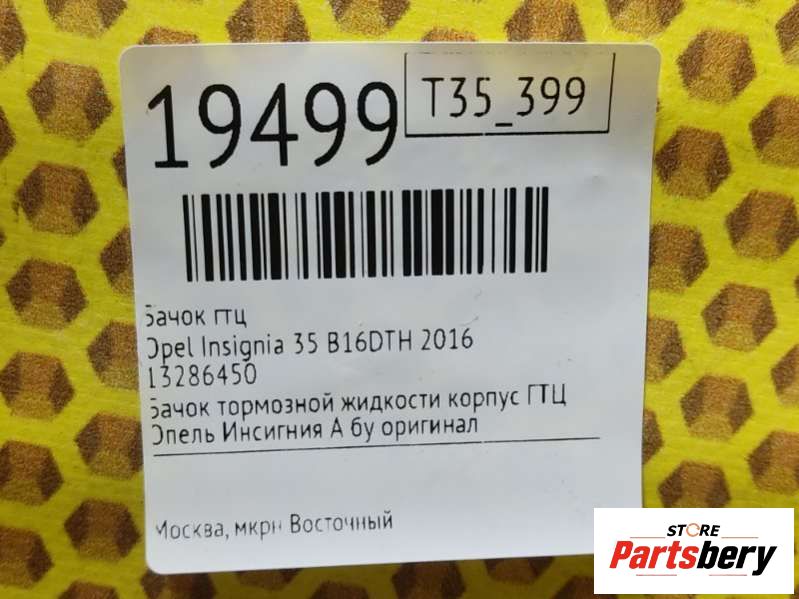 19499
T35_399
Бачок гтц
Opel Insignia 35 B16DTH 2016
13286450
Бачок тормозной жидкости корпус ГТЦ
Опель Инсигния А бу оригинал
Москва, мкрн Восточный
STORE
Partsbery